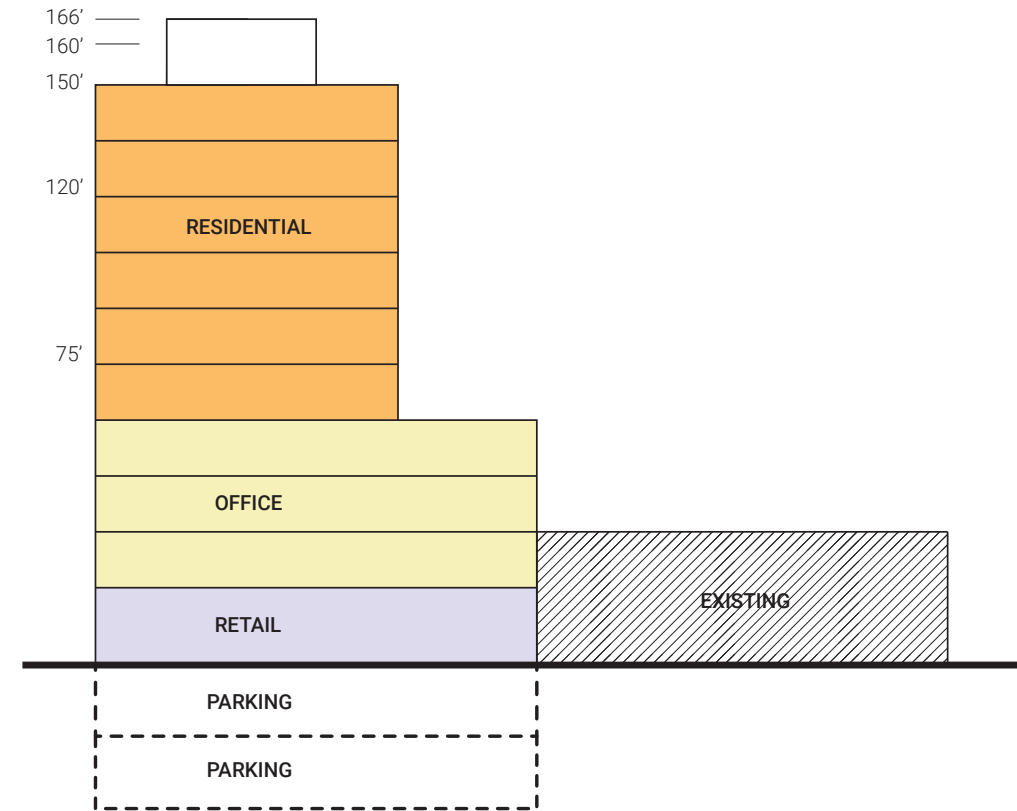 166’
160’
150’
120’
RESIDENTIAL
75’
OFFICE
EXISTING
RETAIL
PARKING
PARKING